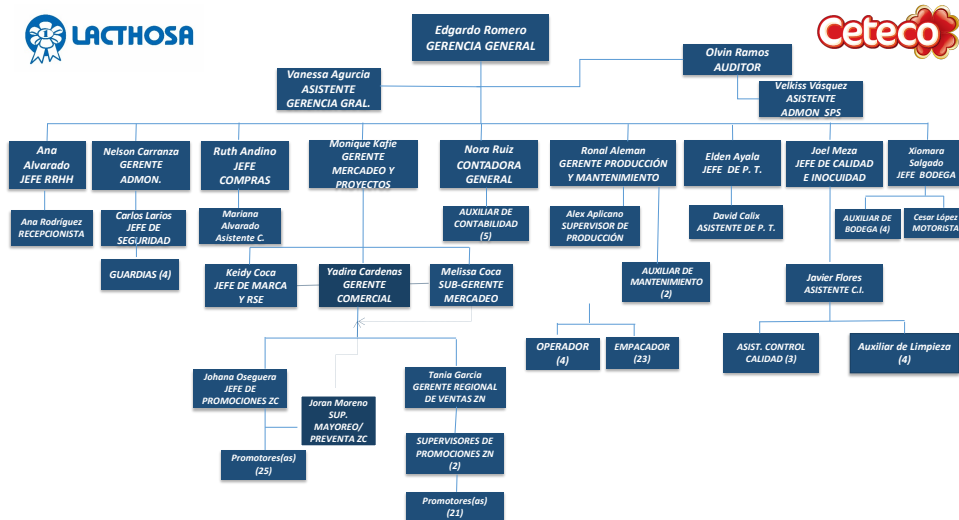 LACTHOSA
Ceteco
Edgardo Romero
GERENCIA GENERAL
Olvin Ramos
AUDITOR
Vanessa Agurcia
ASISTENTE
GERENCIA GRAL.
Velkiss Vásquez
ASISTENTE
ADMON SPS
Ana
Alvarado
JEFE RRHH
Nelson Carranza
GERENTE
ADMON.
Ruth Andino
JEFE
COMPRAS
Monique Kafie
GERENTE
MERCADEO Y
PROYECTOS
Nora Ruiz
CONTADORA
GENERAL
Ronal Aleman
GERENTE PRODUCCIÓN
Y MANTENIMIENTO
Elden Ayala
JEFE DE P. T.
Joel Meza
JEFE DE CALIDAD
E INOCUIDAD
Xiomara
Salgado
JEFE BODEGA
Ana Rodríguez
RECEPCIONISTA
Carlos Larios
JEFE DE
SEGURIDAD
Mariana
Alvarado
Asistente C.
AUXILIAR DE
CONTABILIDAD
(5)
Alex Aplicano
SUPERVISOR DE
PRODUCCIÓN
David Calix
ASISTENTE DE P. T.
AUXILIAR DE
BODEGA (4)
Cesar López
MOTORISTA
GUARDIAS (4)
Keidy Coca
JEFE DE MARCA
Y RSE
Yadira Cardenas
GERENTE
COMERCIAL
Melissa Coca
SUB-GERENTE
MERCADEO
AUXILIAR DE
MANTENIMIENTO
(2)
Javier Flores
ASISTENTE C.I.
OPERADOR
(4)
EMPACADOR
(23)
ASIST. CONTROL
CALIDAD (3)
Auxiliar de Limpieza
(4)
Johana Oseguera
JEFE DE
PROMOCIONES ZC
Joran Moreno
SUP.
MAYOREO/
PREVENTA ZC
Tania Garcia
GERENTE REGIONAL
DE VENTAS ZN
Promotores(as)
(25)
SUPERVISORES DE
PROMOCIONES ZN
(2)
Promotores(as)
(21)